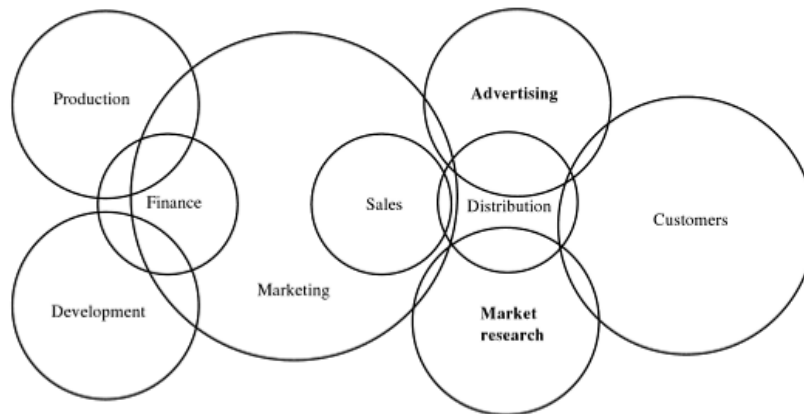 Production
Advertising
Finance
Sales
Distribution
Customers
Marketing
Development
Market
research